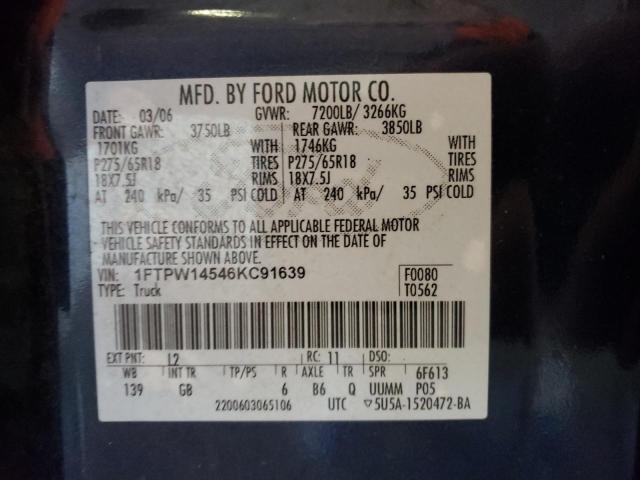 MFD. BY FORD MOTOR CO.
DATE: 03/06 GVWR: 7200LB/ 3266KG
FRONT GAWR: 3750LB REAR GAWR: 3850LB
1701KG WITH 1746KG WITH
P275/65R18 TIRES P275/65R18 TIRES
18X7.5J RIMS 18X7.5J RIMS
AT 240 kPa/ 35 PSI COLD AT 240 kPa/ 35 PSI COLD
THIS VEHICLE CONFORMS TO ALL APPLICABLE FEDERAL MOTOR
VEHICLE SAFETY STANDARDS IN EFFECT ON THE DATE OF
MANUFACTURE SHOWN ABOVE.
VIN: 1FTPW14546KC91639 F0080
TYPE: Truck T0562
EXT PNT: L2 RC: 11 DSO:
WB INT TR TP/PS R AXLE TR SPR 6F613
139 GB 6 B6 Q UUMM P05
2200603065106 UTC ▽5U5A-1520472-BA